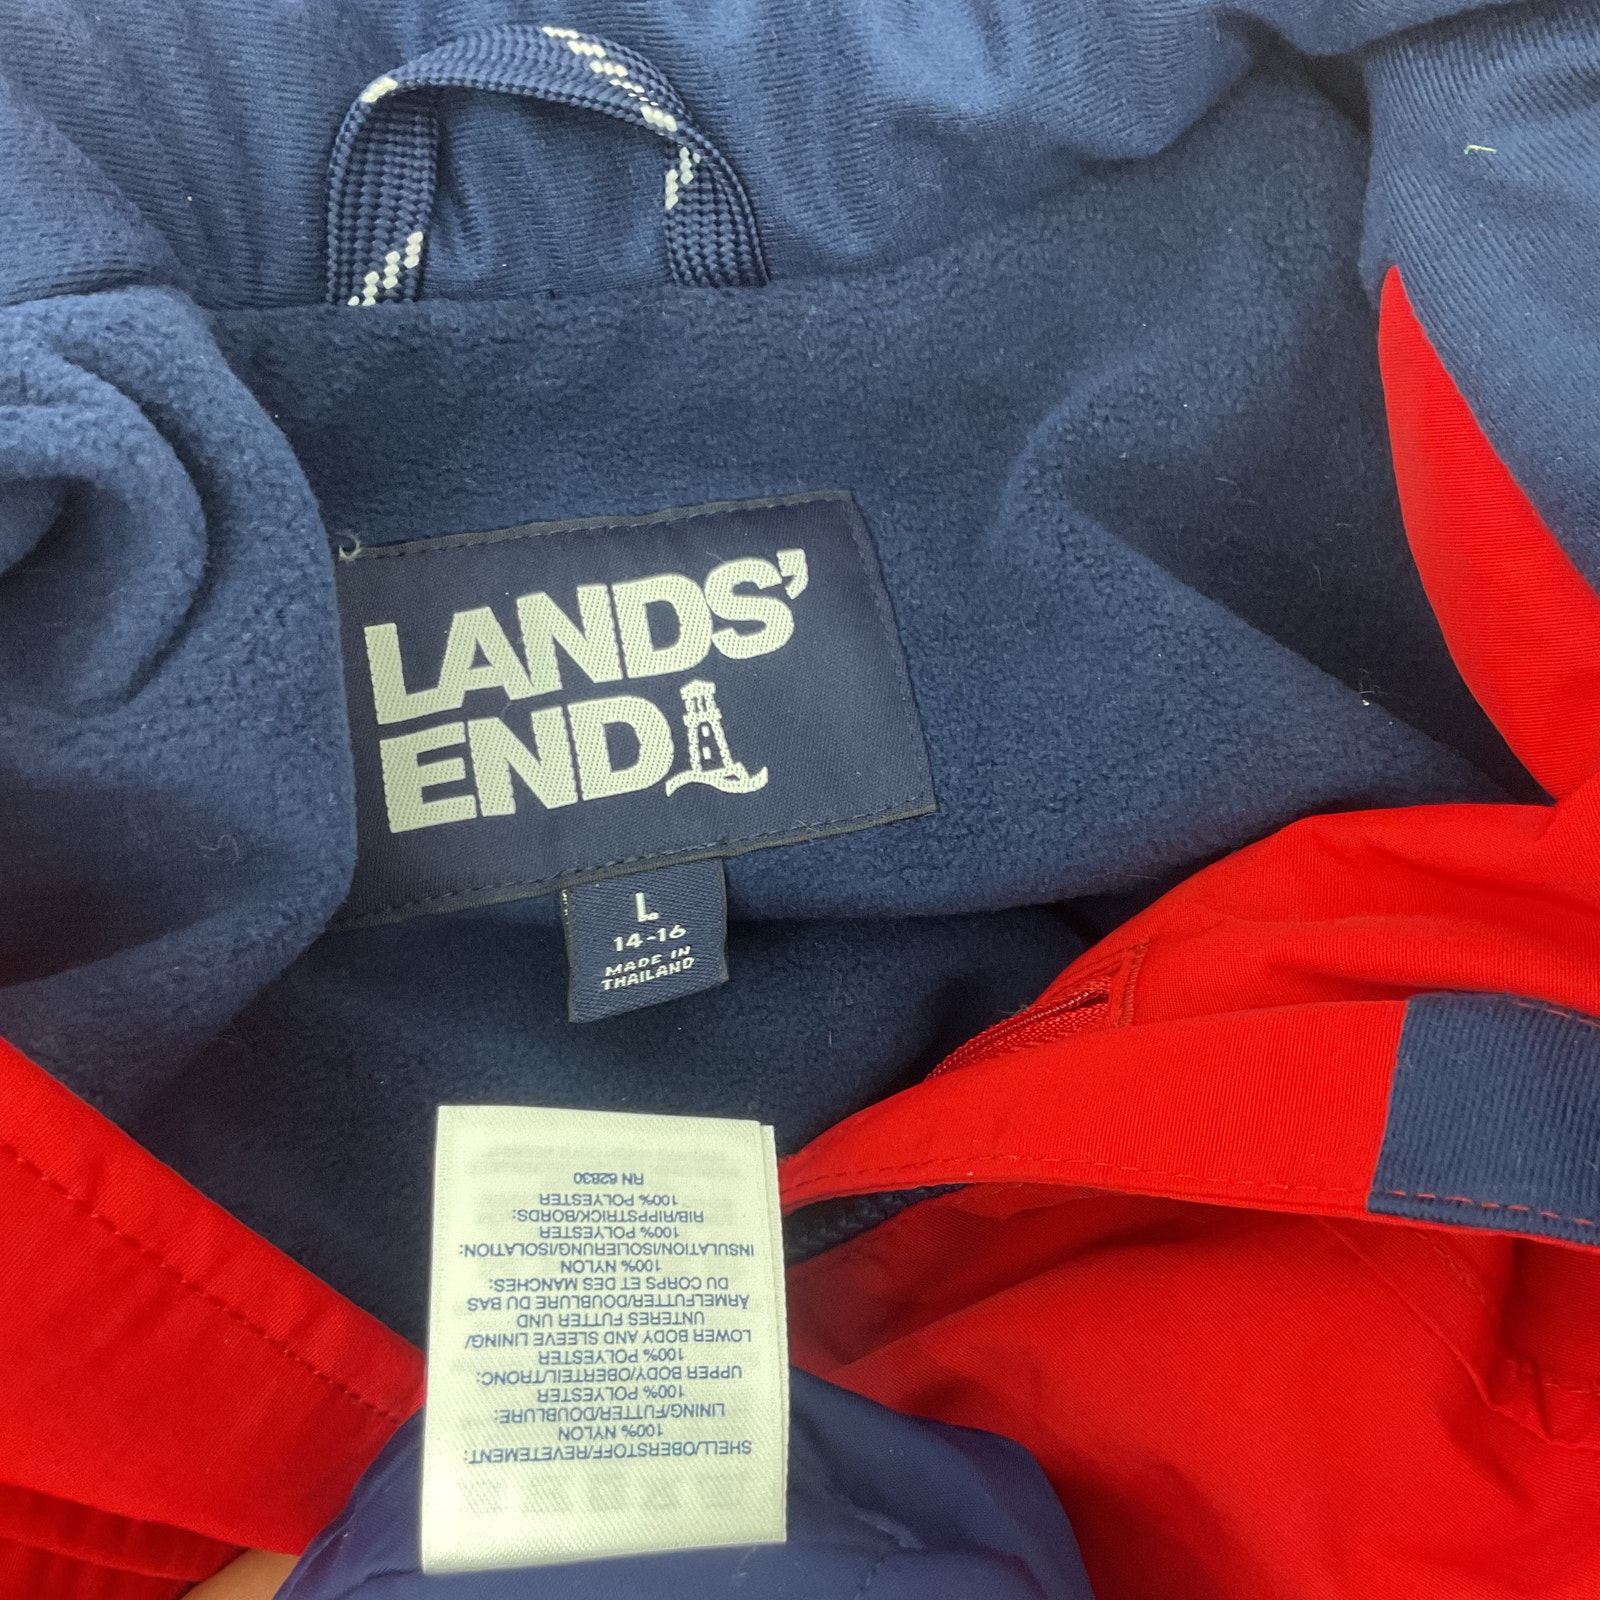 LANDS'
END
L
14-16
MADE IN
THAILAND
SHELL/OBERSTOFF/REVETEMENT:
100% NYLON
LINING/FUTTER/DOUBLURE:
100% POLYESTER
UPPER BODY/OBERTEIL/TRONC:
100% POLYESTER
LOWER BODY AND SLEEVE LINING/
UNTERES FUTTER UND
ÄRMELFUTTER/DOUBLURE DU BAS
DU CORPS ET DES MANCHES:
100% NYLON
INSULATION/ISOLIERUNG/ISOLATION:
100% POLYESTER
RIB/RIPPSTRICK/BORDS:
100% POLYESTER
RN 62830